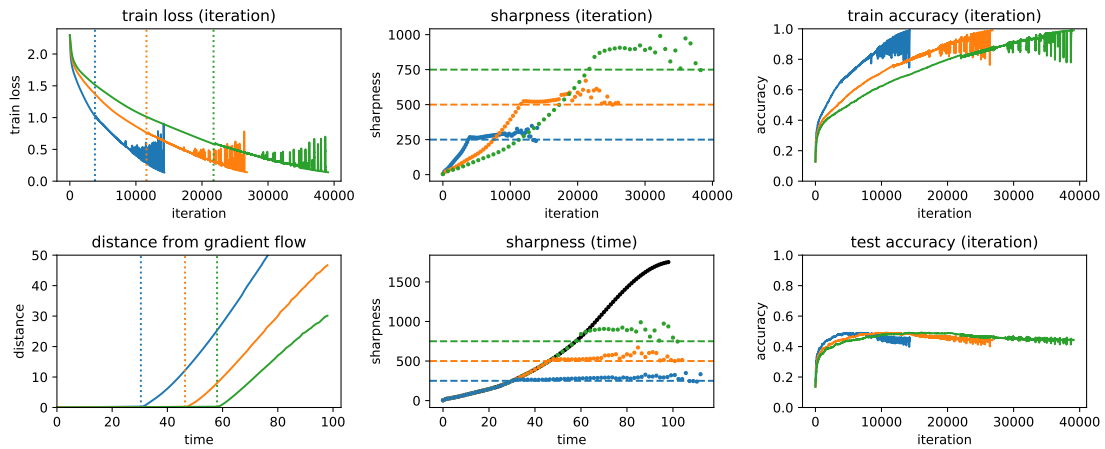 train loss (iteration)
train loss
2.0
1.5
1.0
0.5
0.0
0 10000 20000 30000 40000
iteration
sharpness (iteration)
sharpness
1000
750
500
250
0
0 10000 20000 30000 40000
iteration
train accuracy (iteration)
accuracy
1.0
0.8
0.6
0.4
0.2
0.0
0 10000 20000 30000 40000
iteration
distance from gradient flow
distance
50
40
30
20
10
0
0 20 40 60 80 100
time
sharpness (time)
sharpness
1500
1000
500
0
0 20 40 60 80 100
time
test accuracy (iteration)
accuracy
1.0
0.8
0.6
0.4
0.2
0.0
0 10000 20000 30000 40000
iteration